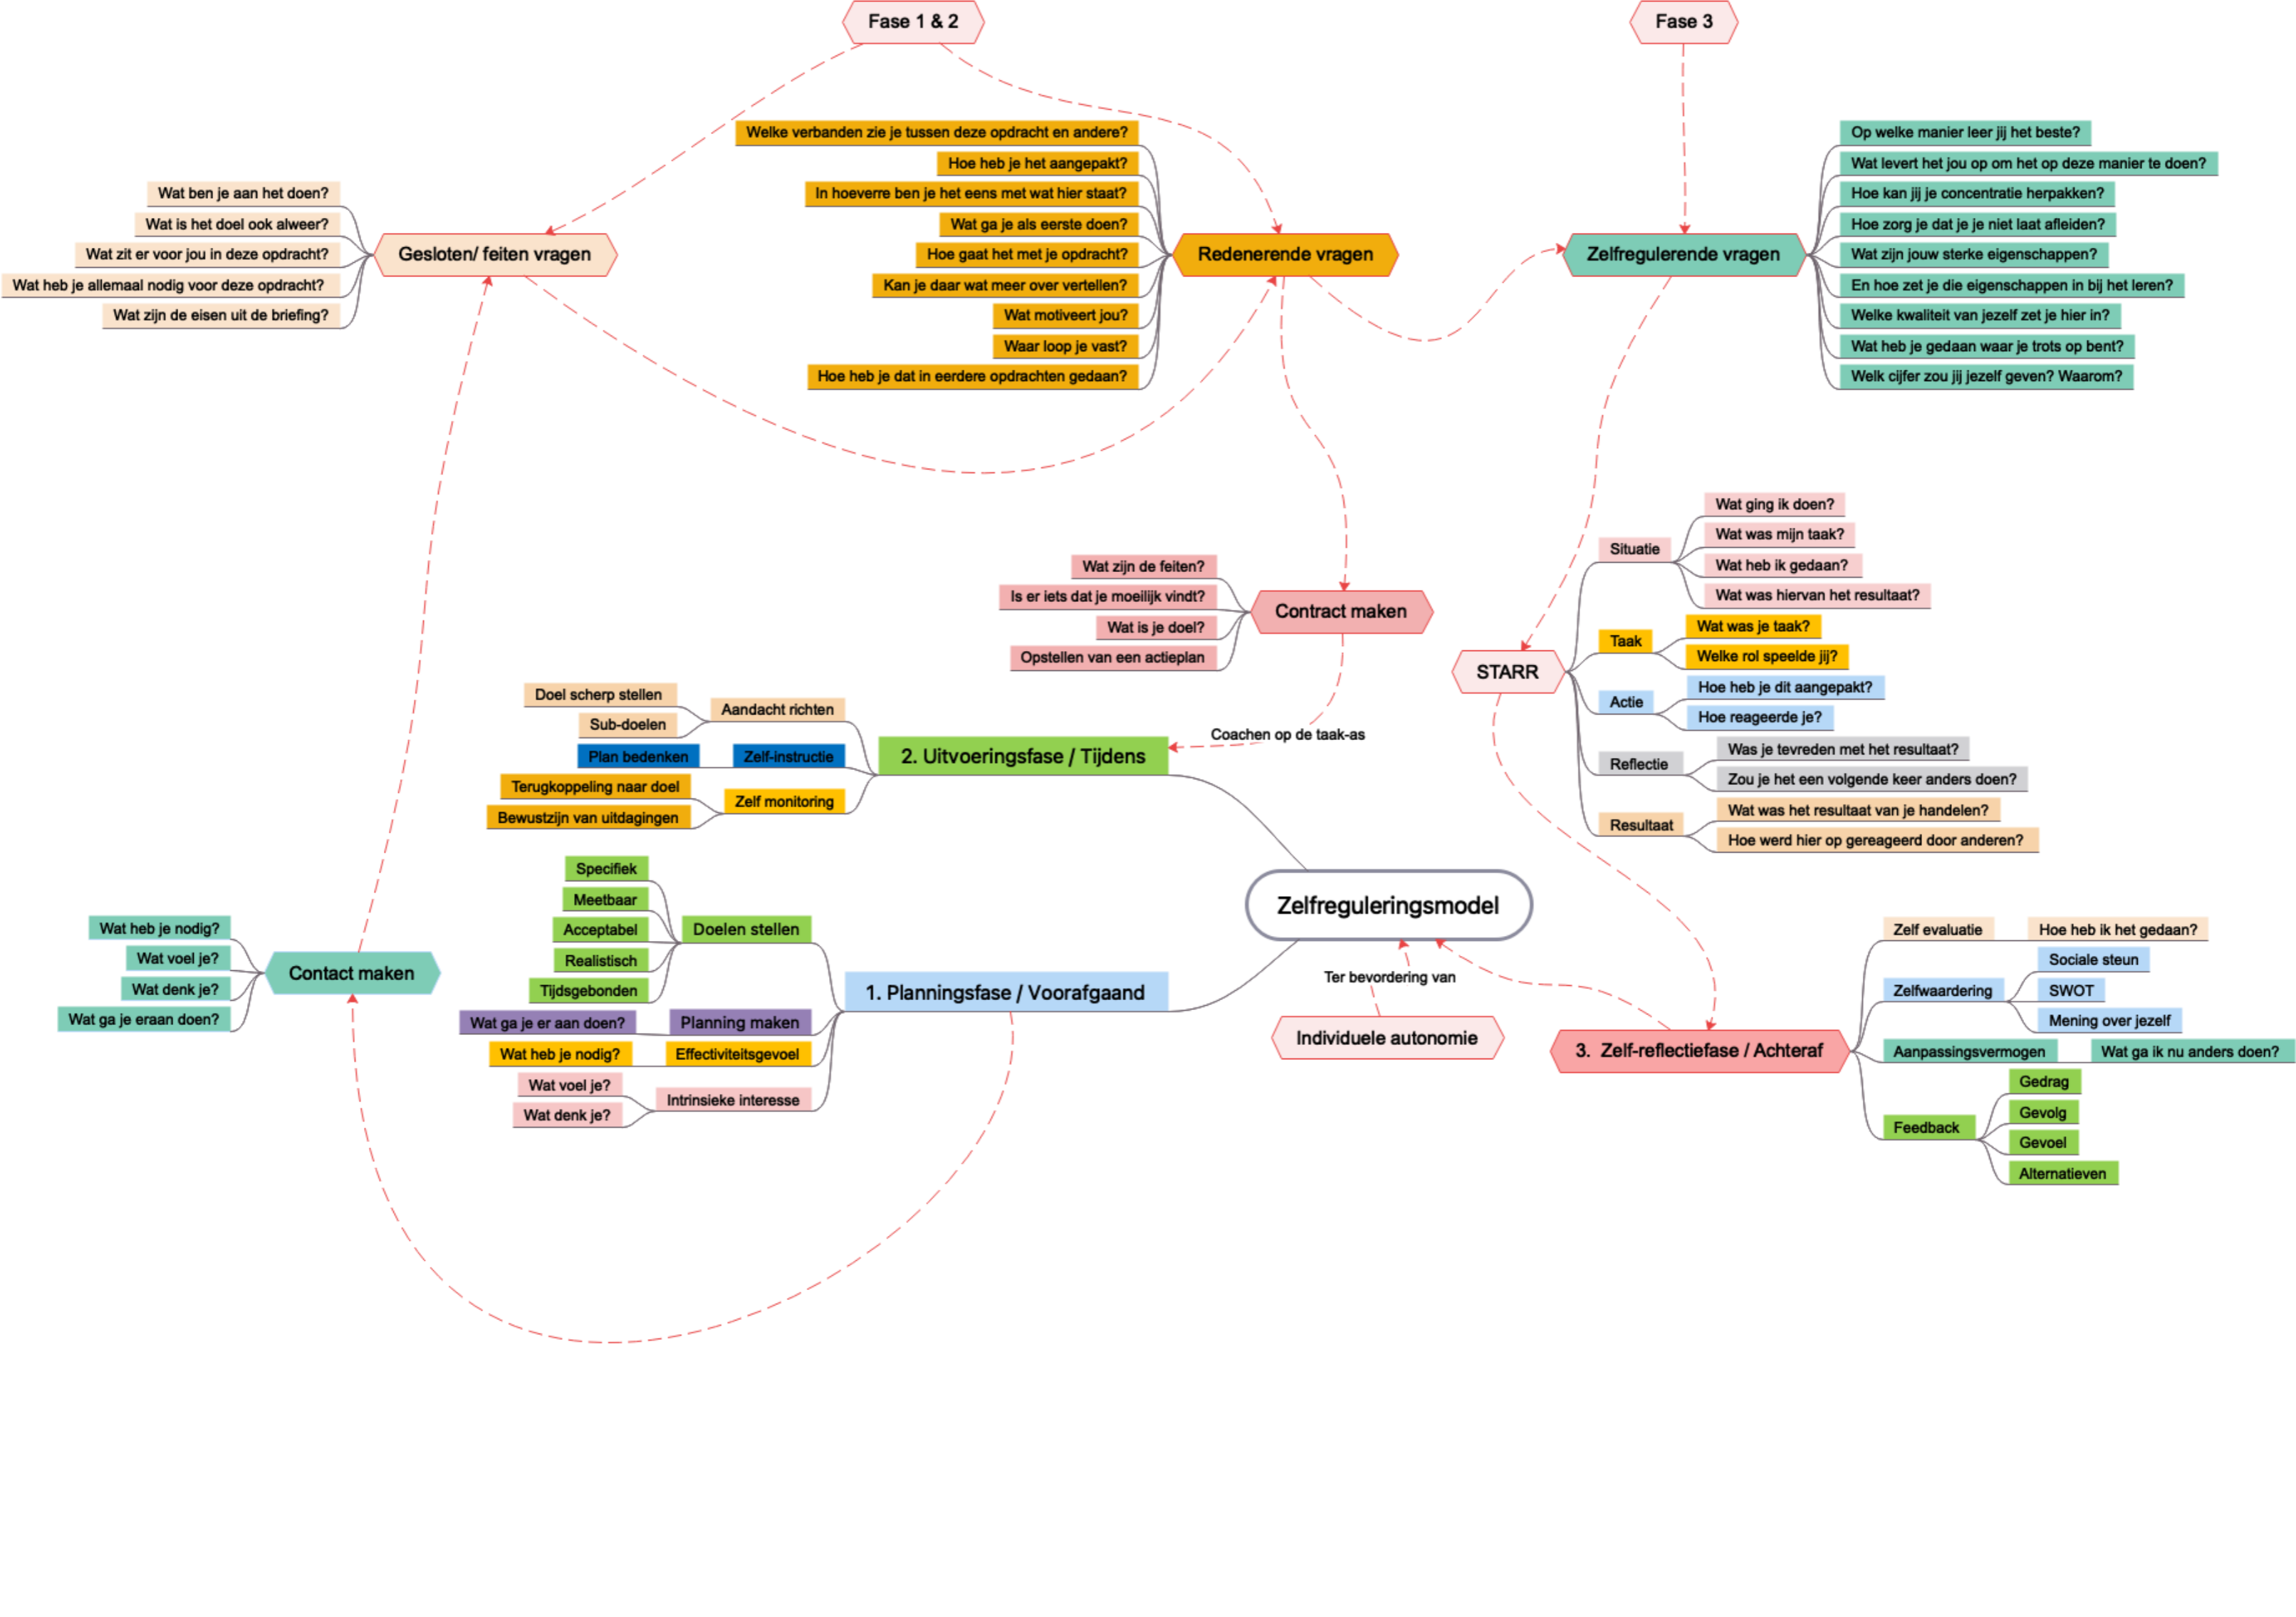 Fase 1 & 2
Fase 3
Gesloten/ feiten vragen
Wat ben je aan het doen?
Wat is het doel ook alweer?
Wat zit er voor jou in deze opdracht?
Wat heb je allemaal nodig voor deze opdracht?
Wat zijn de eisen uit de briefing?
Redenerende vragen
Welke verbanden zie je tussen deze opdracht en andere?
Hoe heb je het aangepakt?
In hoeverre ben je het eens met wat hier staat?
Wat ga je als eerste doen?
Hoe gaat het met je opdracht?
Kan je daar wat meer over vertellen?
Wat motiveert jou?
Waar loop je vast?
Hoe heb je dat in eerdere opdrachten gedaan?
Zelfregulerende vragen
Op welke manier leer jij het beste?
Wat levert het jou op om het op deze manier te doen?
Hoe kan jij je concentratie herpakken?
Hoe zorg je dat je je niet laat afleiden?
Wat zijn jouw sterke eigenschappen?
En hoe zet je die eigenschappen in bij het leren?
Welke kwaliteit van jezelf zet je hier in?
Wat heb je gedaan waar je trots op bent?
Welk cijfer zou jij jezelf geven? Waarom?
Contract maken
Wat zijn de feiten?
Is er iets dat je moeilijk vindt?
Wat is je doel?
Opstellen van een actieplan
Coachen op de taak-as
STARR
Situatie
Wat ging ik doen?
Wat was mijn taak?
Wat heb ik gedaan?
Wat was hiervan het resultaat?
Taak
Wat was je taak?
Welke rol speelde jij?
Actie
Hoe heb je dit aangepakt?
Hoe reageerde je?
Reflectie
Was je tevreden met het resultaat?
Zou je het een volgende keer anders doen?
Resultaat
Wat was het resultaat van je handelen?
Hoe werd hier op gereageerd door anderen?
2. Uitvoeringsfase / Tijdens
Aandacht richten
Doel scherp stellen
Sub-doelen
Zelf-instructie
Plan bedenken
Zelf monitoring
Terugkoppeling naar doel
Bewustzijn van uitdagingen
Zelfreguleringsmodel
1. Planningsfase / Voorafgaand
Doelen stellen
Specifiek
Meetbaar
Acceptabel
Realistisch
Tijdsgebonden
Planning maken
Wat ga je er aan doen?
Effectiviteitsgevoel
Wat heb je nodig?
Intrinsieke interesse
Wat voel je?
Wat denk je?
Contact maken
Wat heb je nodig?
Wat voel je?
Wat denk je?
Wat ga je eraan doen?
Ter bevordering van
Individuele autonomie
3. Zelf-reflectiefase / Achteraf
Zelf evaluatie
Hoe heb ik het gedaan?
Zelfwaardering
Sociale steun
SWOT
Mening over jezelf
Aanpassingsvermogen
Wat ga ik nu anders doen?
Feedback
Gedrag
Gevolg
Gevoel
Alternatieven